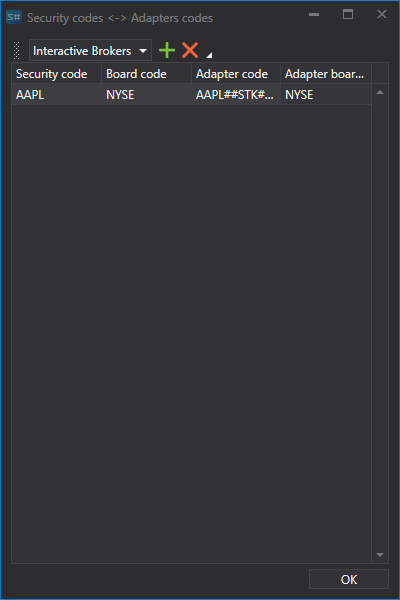 S# Security codes <-> Adapters codes
Interactive Brokers
Security code Board code Adapter code Adapter boar...
AAPL NYSE AAPL##STK#... NYSE
OK